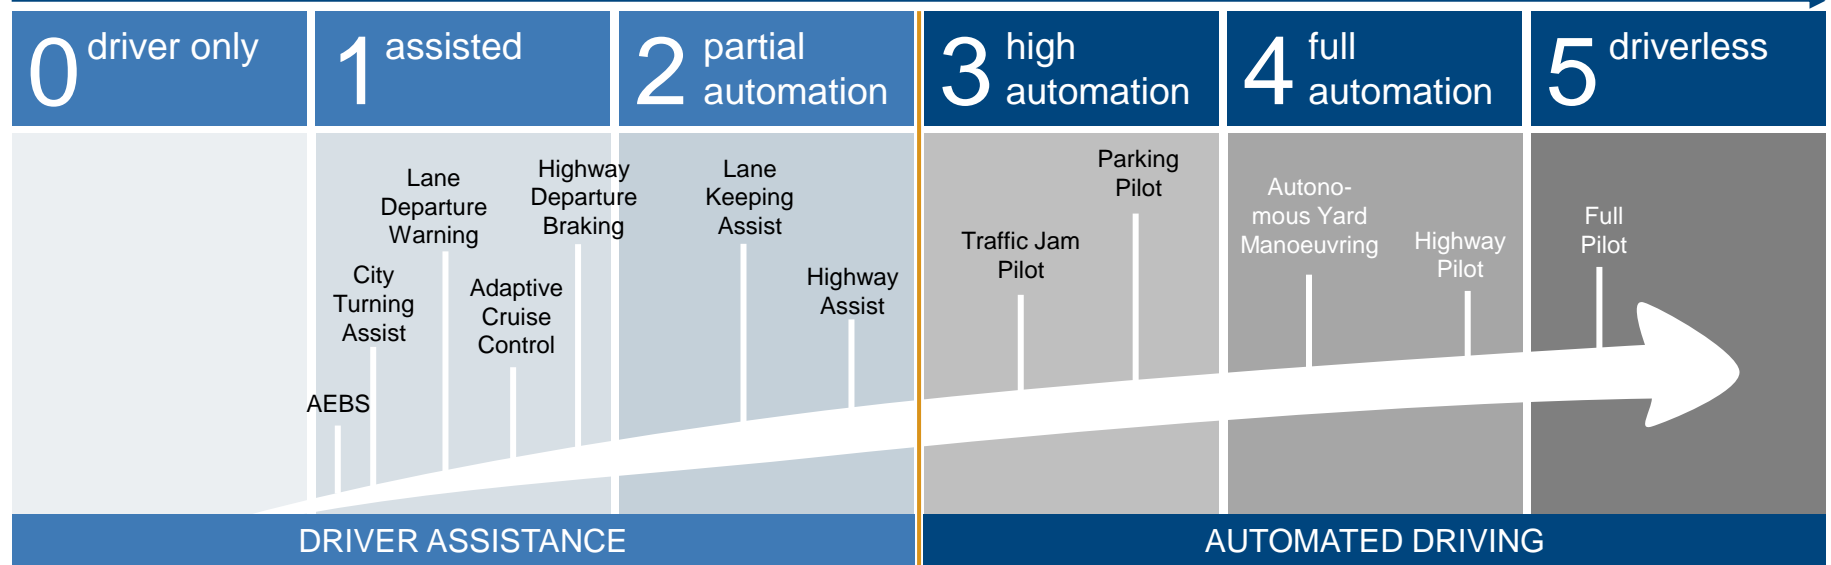 0 driver only
1 assisted
2 partial
automation
3 high
automation
4 full
automation
5 driverless
AEBS
City
Turning
Assist
Lane
Departure
Warning
Adaptive
Cruise
Control
Highway
Departure
Braking
Lane
Keeping
Assist
Highway
Assist
Traffic Jam
Pilot
Parking
Pilot
Autono-
mous Yard
Manoeuvring
Highway
Pilot
Full
Pilot
DRIVER ASSISTANCE
AUTOMATED DRIVING